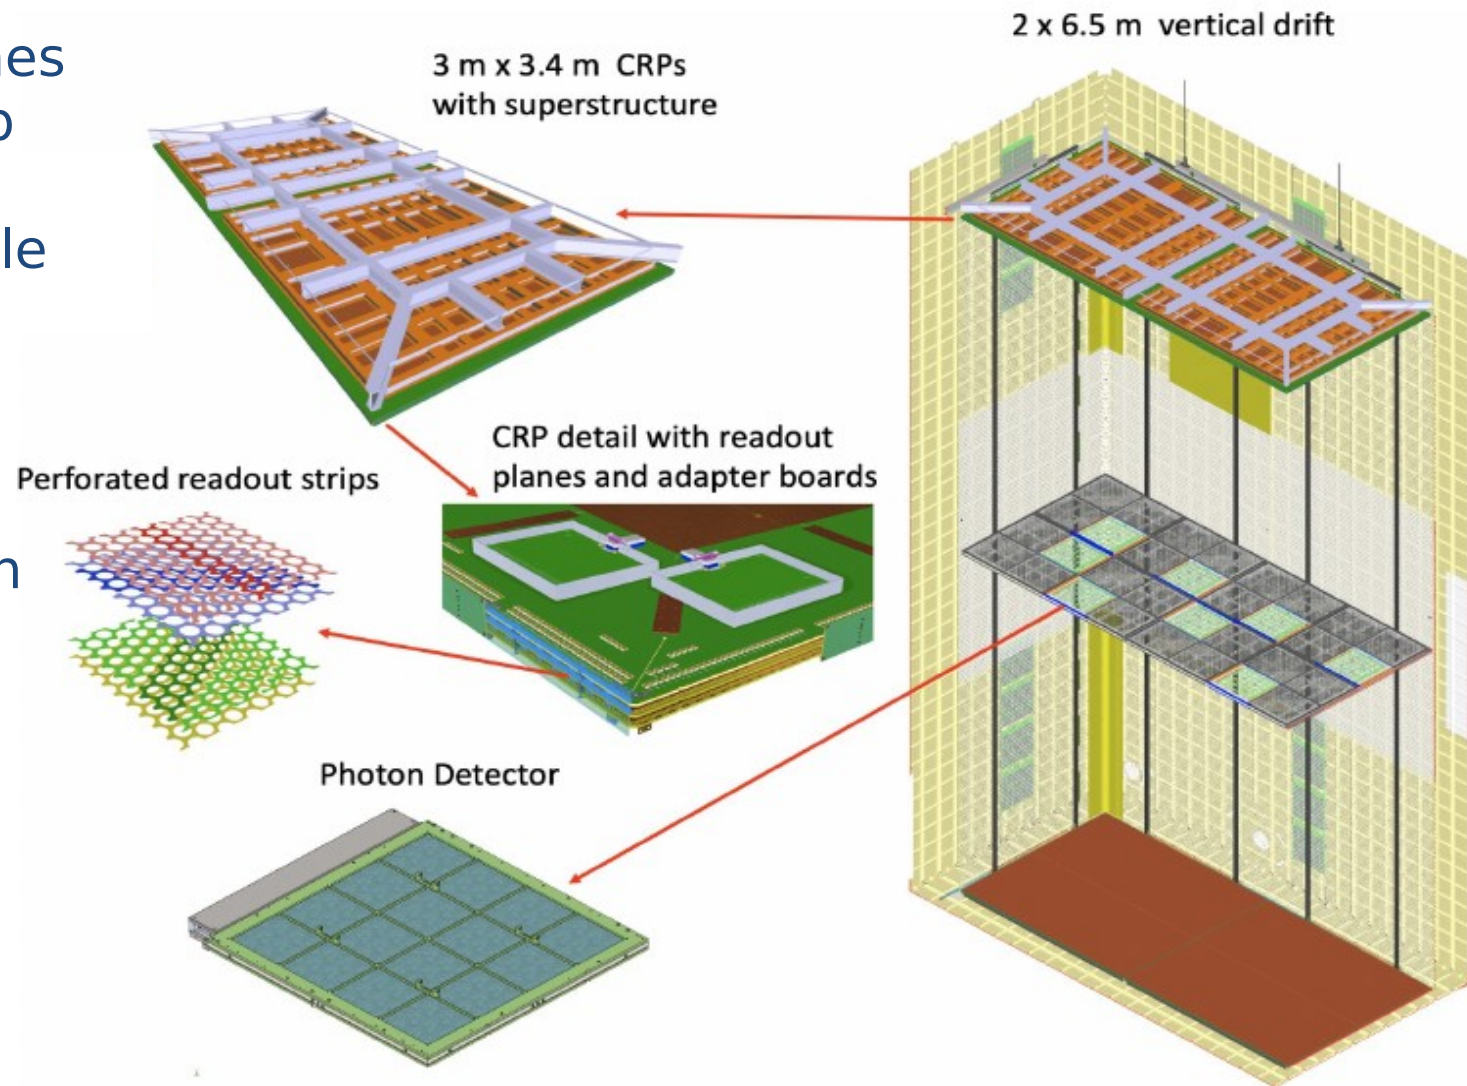 2 x 6.5 m vertical drift
3 m x 3.4 m CRPs
with superstructure
CRP detail with readout
planes and adapter boards
Perforated readout strips
Photon Detector